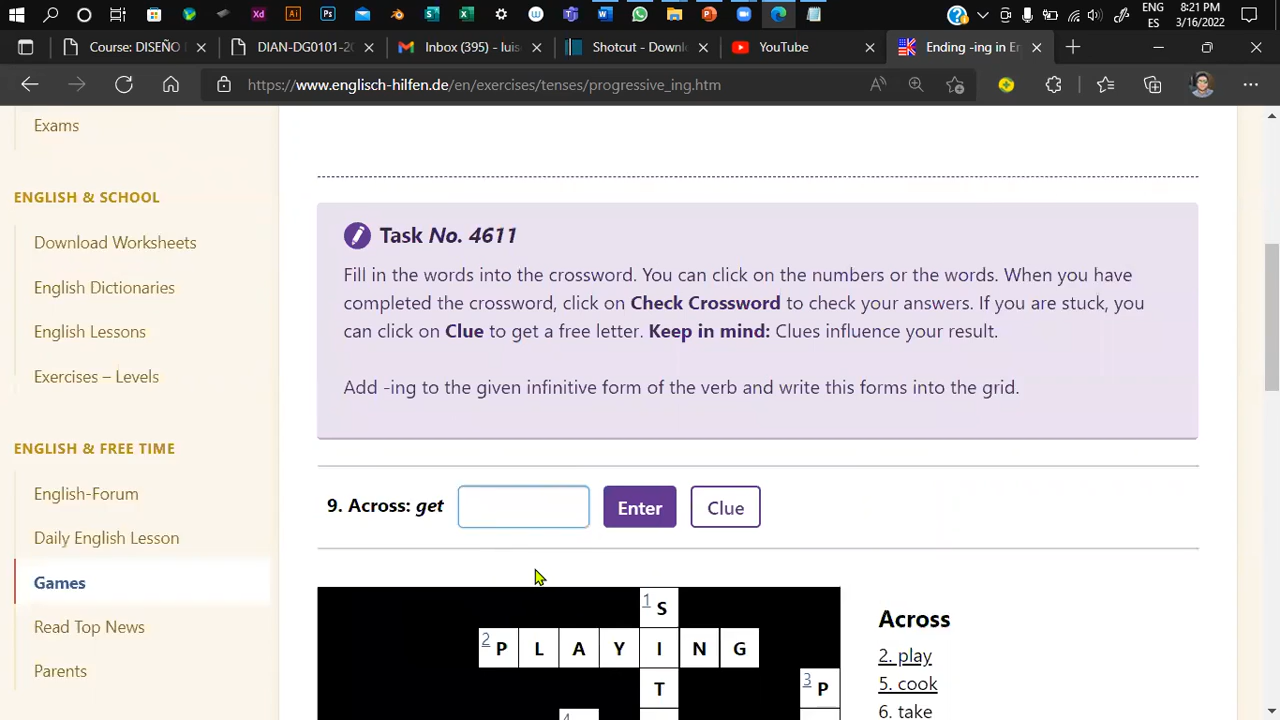 ENG
ES
8:21 PM
3/16/2022
Course: DISEÑO I
DIAN-DG0101-20
Inbox (395) - luis
Shotcut - Downl
YouTube
Ending -ing in En
https://www.englisch-hilfen.de/en/exercises/tenses/progressive_ing.htm
Exams
ENGLISH & SCHOOL
Download Worksheets
English Dictionaries
English Lessons
Exercises – Levels
ENGLISH & FREE TIME
English-Forum
Daily English Lesson
Games
Read Top News
Parents
Task No. 4611
Fill in the words into the crossword. You can click on the numbers or the words. When you have
completed the crossword, click on Check Crossword to check your answers. If you are stuck, you
can click on Clue to get a free letter. Keep in mind: Clues influence your result.
Add -ing to the given infinitive form of the verb and write this forms into the grid.
9. Across: get
Enter
Clue
1 S
2 P L A Y I N G
T
3 P
4
Across
2. play
5. cook
6. take